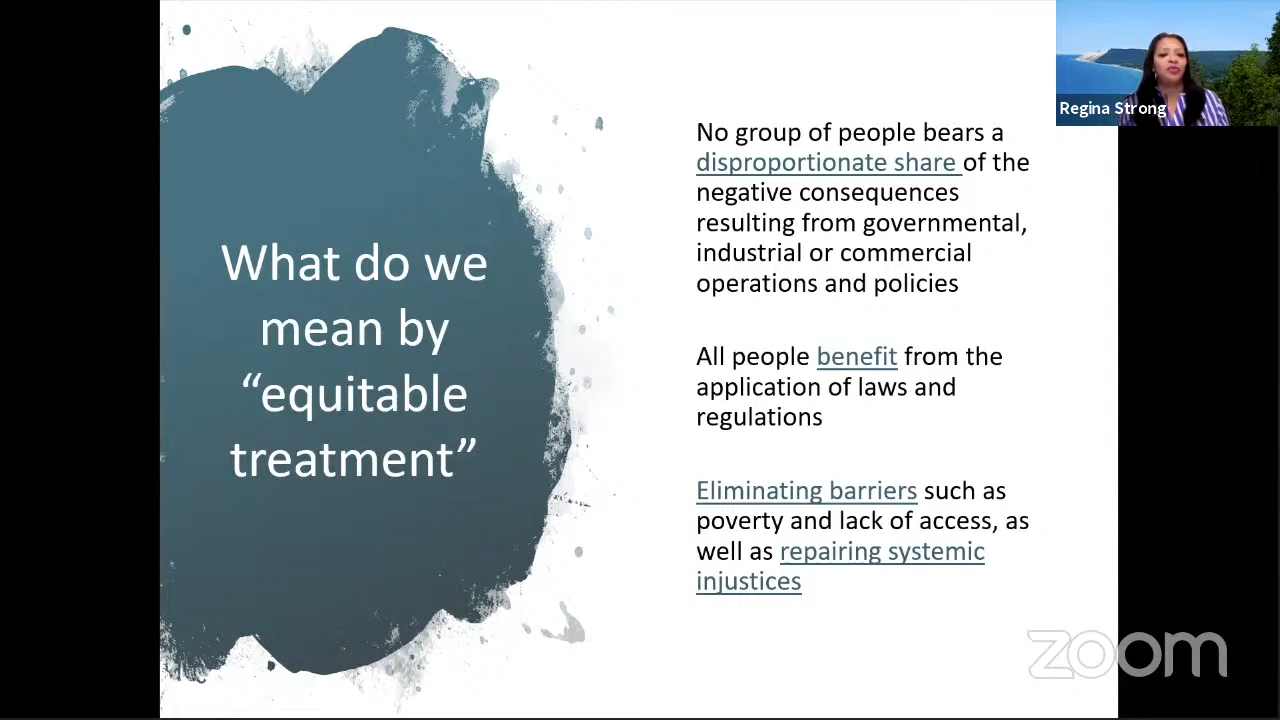 What do we
mean by
“equitable
treatment”
No group of people bears a
disproportionate share of the
negative consequences
resulting from governmental,
industrial or commercial
operations and policies
All people benefit from the
application of laws and
regulations
Eliminating barriers such as
poverty and lack of access, as
well as repairing systemic
injustices
Regina Strong
zoom